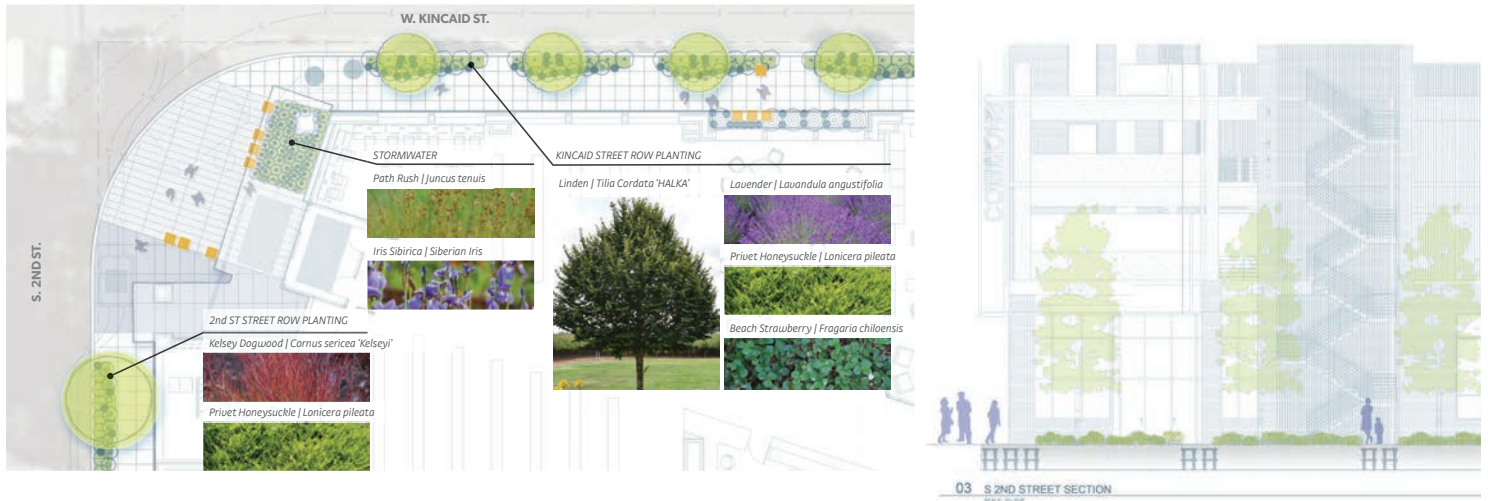 W. KINCAID ST.
S. 2ND ST.
STORMWATER
Path Rush | Juncus tenuis
Iris Sibirica | Siberian Iris
KINCAID STREET ROW PLANTING
Linden | Tilia Cordata 'HALKA'
Lavender | Lavandula angustifolia
Privet Honeysuckle | Lonicera pileata
Beach Strawberry | Fragaria chiloensis
2nd ST STREET ROW PLANTING
Kelsey Dogwood | Cornus sericea 'Kelseyi'
Privet Honeysuckle | Lonicera pileata
03 S 2ND STREET SECTION